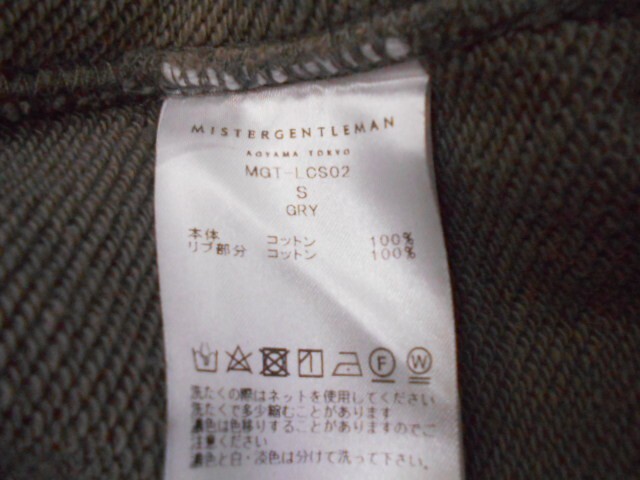 MISTERGENTLEMAN
AOYAMA TOKYO
MGT-LCS02
S
GRY
本体 コットン 100%
リブ部分 コットン 100%
F W
洗たくの際はネットを使用してください
洗たくで多少縮むことがあります
濃色は色移りすることがありますのでご
注意ください
濃色と白・淡色は分けて洗って下さい。